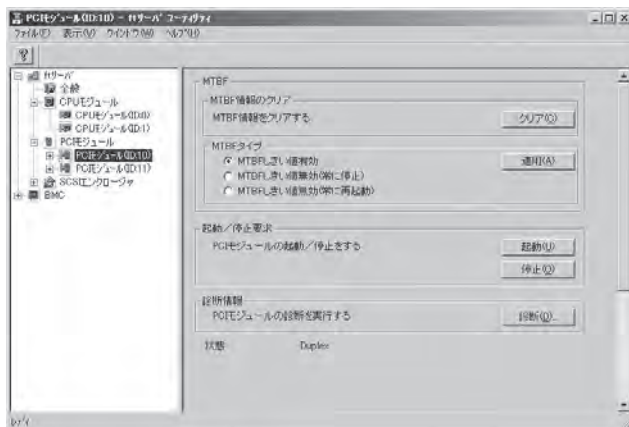 PCIモジュール(ID:10) - ftサーバ ユーティリティ
ファイル(F) 表示(V) ウインドウ(W) ヘルプ(H)
ftサーバ
全般
CPUモジュール
CPUモジュール(ID:0)
CPUモジュール(ID:1)
PCIモジュール
PCIモジュール(ID:10)
PCIモジュール(ID:11)
SCSIエンクロージャ
BMC
MTBF
MTBF情報のクリア
MTBF情報をクリアする
クリア(C)
MTBFタイプ
MTBFしきい値有効
適用(A)
MTBFしきい値無効(常に停止)
MTBFしきい値無効(常に再起動)
起動/停止要求
PCIモジュールの起動/停止をする
起動(U)
停止(O)
診断情報
PCIモジュールの診断を実行する
診断(D)...
状態 Duplex
レディ